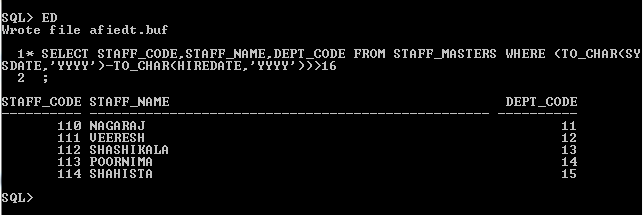 SQL> ED
Wrote file afiedt.buf
1* SELECT STAFF_CODE,STAFF_NAME,DEPT_CODE FROM STAFF_MASTERS WHERE (TO_CHAR(SY
SDATE,'YYYY')-TO_CHAR(HIREDATE,'YYYY'))>16
2 ;
STAFF_CODE STAFF_NAME DEPT_CODE
---------- -------------------------------------------------- ----------
110 NAGARAJ 11
111 VEERESH 12
112 SHASHIKALA 13
113 POORNIMA 14
114 SHAHISTA 15
SQL>